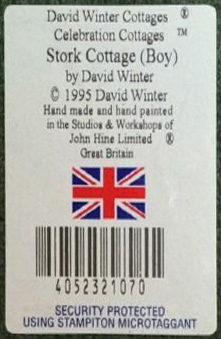 David Winter Cottages ®
Celebration Cottages ™
Stork Cottage (Boy)
by David Winter
© 1995 David Winter
Hand made and hand painted
in the Studios & Workshops of
John Hine Limited ®
Great Britain
4052321070
SECURITY PROTECTED
USING STAMPITON MICROTAGGANT